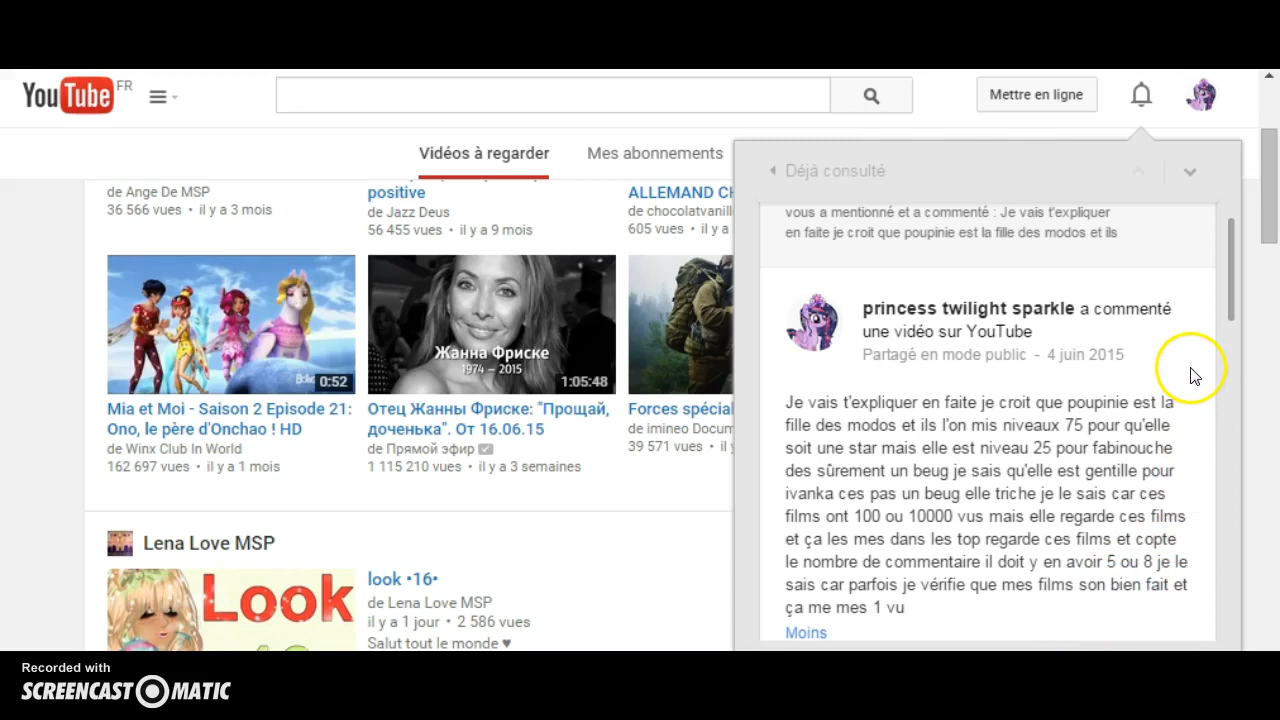 YouTube FR
Mettre en ligne
Vidéos à regarder
Mes abonnements
de Ange De MSP
36 566 vues • il y a 3 mois
positive
de Jazz Deus
56 455 vues • il y a 9 mois
ALLEMAND
de chocolatvanill
605 vues • il y a
0:52
Mia et Moi - Saison 2 Episode 21:
Ono, le père d'Onchao ! HD
de Winx Club In World
162 697 vues • il y a 1 mois
Жанна Фриске
1974 – 2015
1:05:48
Отец Жанны Фриске: "Прощай,
доченька". От 16.06.15
de Прямой эфир
1 115 210 vues • il y a 3 semaines
Forces spécial
de imineo Docum
39 571 vues • il y
Lena Love MSP
Look
look •16•
de Lena Love MSP
il y a 1 jour • 2 586 vues
Salut tout le monde ♥
Déjà consulté
vous a mentionné et a commenté : Je vais t'expliquer
en faite je croit que poupinie est la fille des modos et ils
princess twilight sparkle a commenté
une vidéo sur YouTube
Partagé en mode public - 4 juin 2015
Je vais t'expliquer en faite je croit que poupinie est la
fille des modos et ils l'on mis niveaux 75 pour qu'elle
soit une star mais elle est niveau 25 pour fabinouche
des sûrement un beug je sais qu'elle est gentille pour
ivanka ces pas un beug elle triche je le sais car ces
films ont 100 ou 10000 vus mais elle regarde ces films
et ça les mes dans les top regarde ces films et copte
le nombre de commentaire il doit y en avoir 5 ou 8 je le
sais car parfois je vérifie que mes films son bien fait et
ça me mes 1 vu
Moins
Recorded with
SCREENCAST-O-MATIC